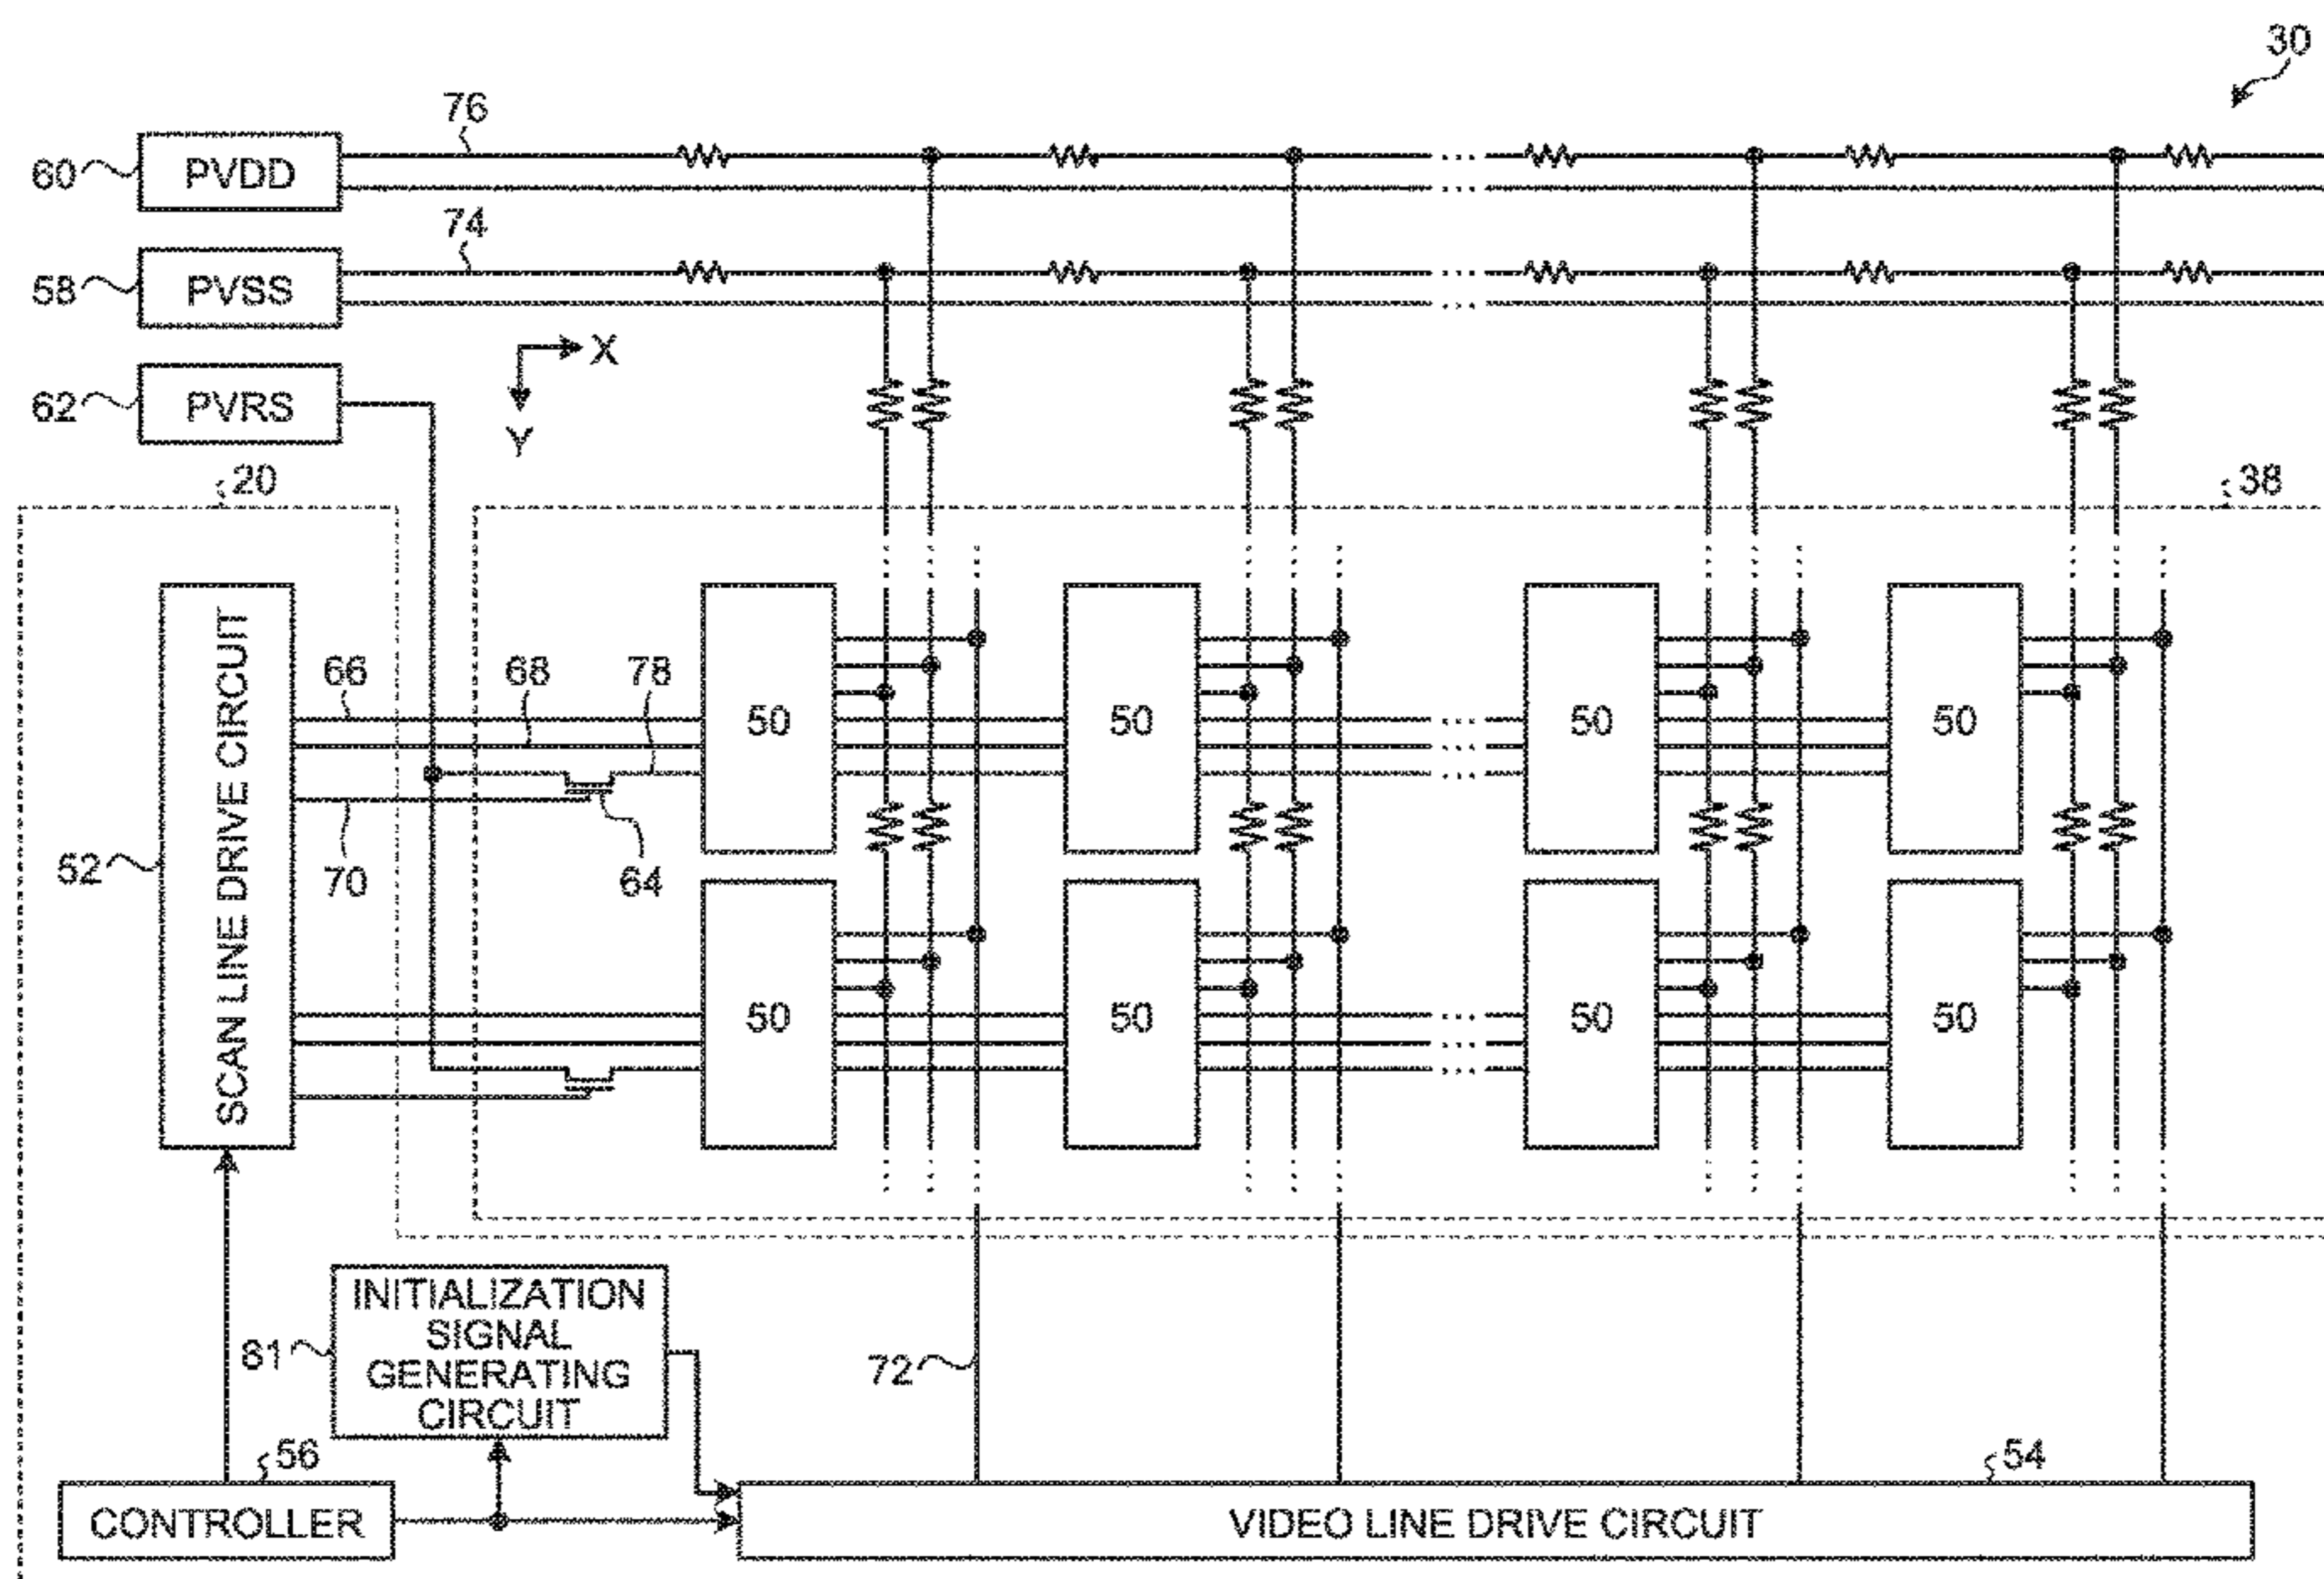 30
76
60 PVDD
74
58 PVSS
X
62 PVRS
Y
20
38
SCAN LINE DRIVE CIRCUIT
66 68 78
50 50 50 50
52
70 64
50 50 50 50
INITIALIZATION
SIGNAL
GENERATING
CIRCUIT
81
72
56
54
CONTROLLER
VIDEO LINE DRIVE CIRCUIT